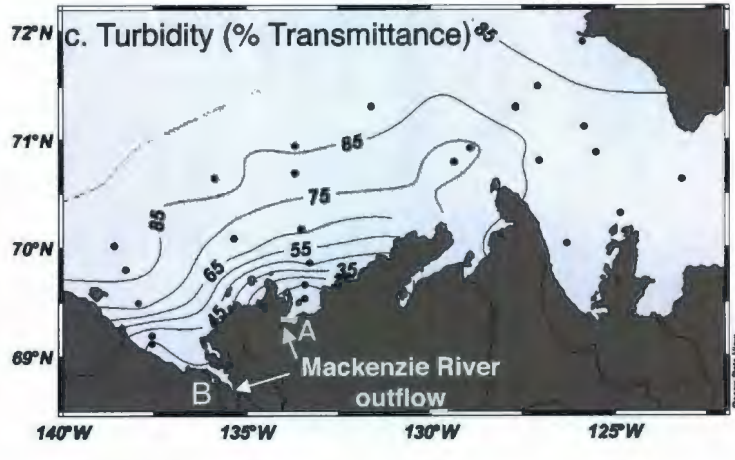 72°N
c. Turbidity (% Transmittance)
85
71°N
85
75
85
70°N
65
55
35
45
A
69°N
Mackenzie River
B
outflow
140°W
135°W
130°W
125°W